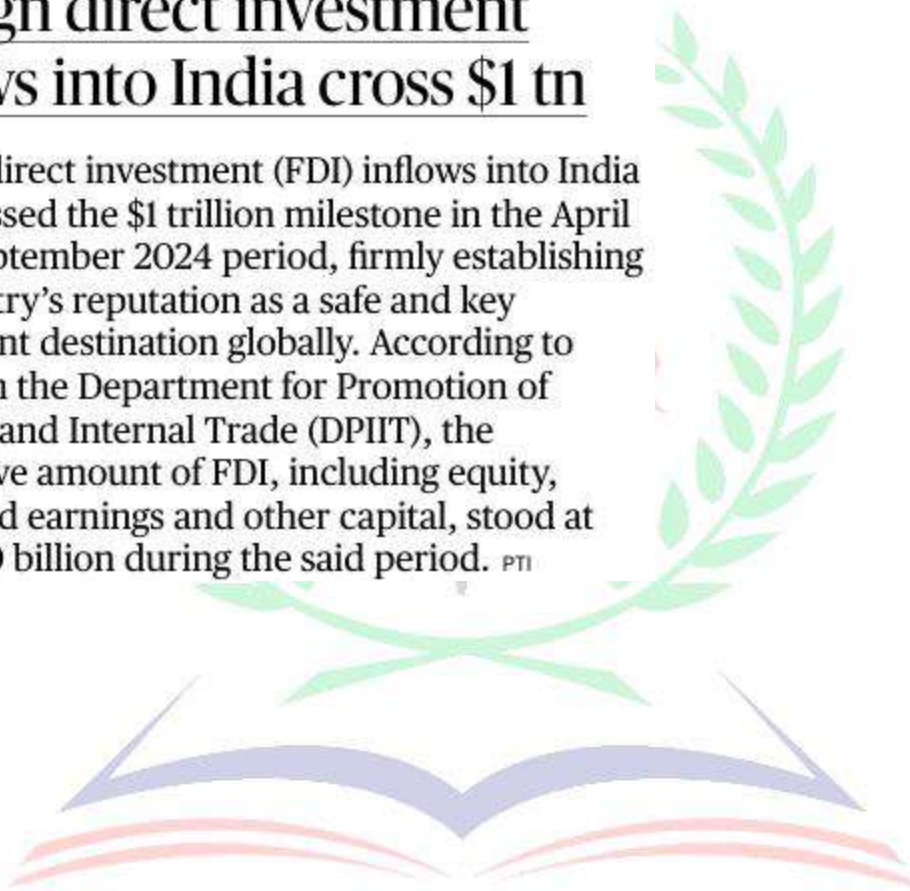 gn direct investment
ws into India cross $1 tn
direct investment (FDI) inflows into India
ssed the $1 trillion milestone in the April
ptember 2024 period, firmly establishing
try's reputation as a safe and key
nt destination globally. According to
n the Department for Promotion of
and Internal Trade (DPIIT), the
ve amount of FDI, including equity,
d earnings and other capital, stood at
billion during the said period. PTI